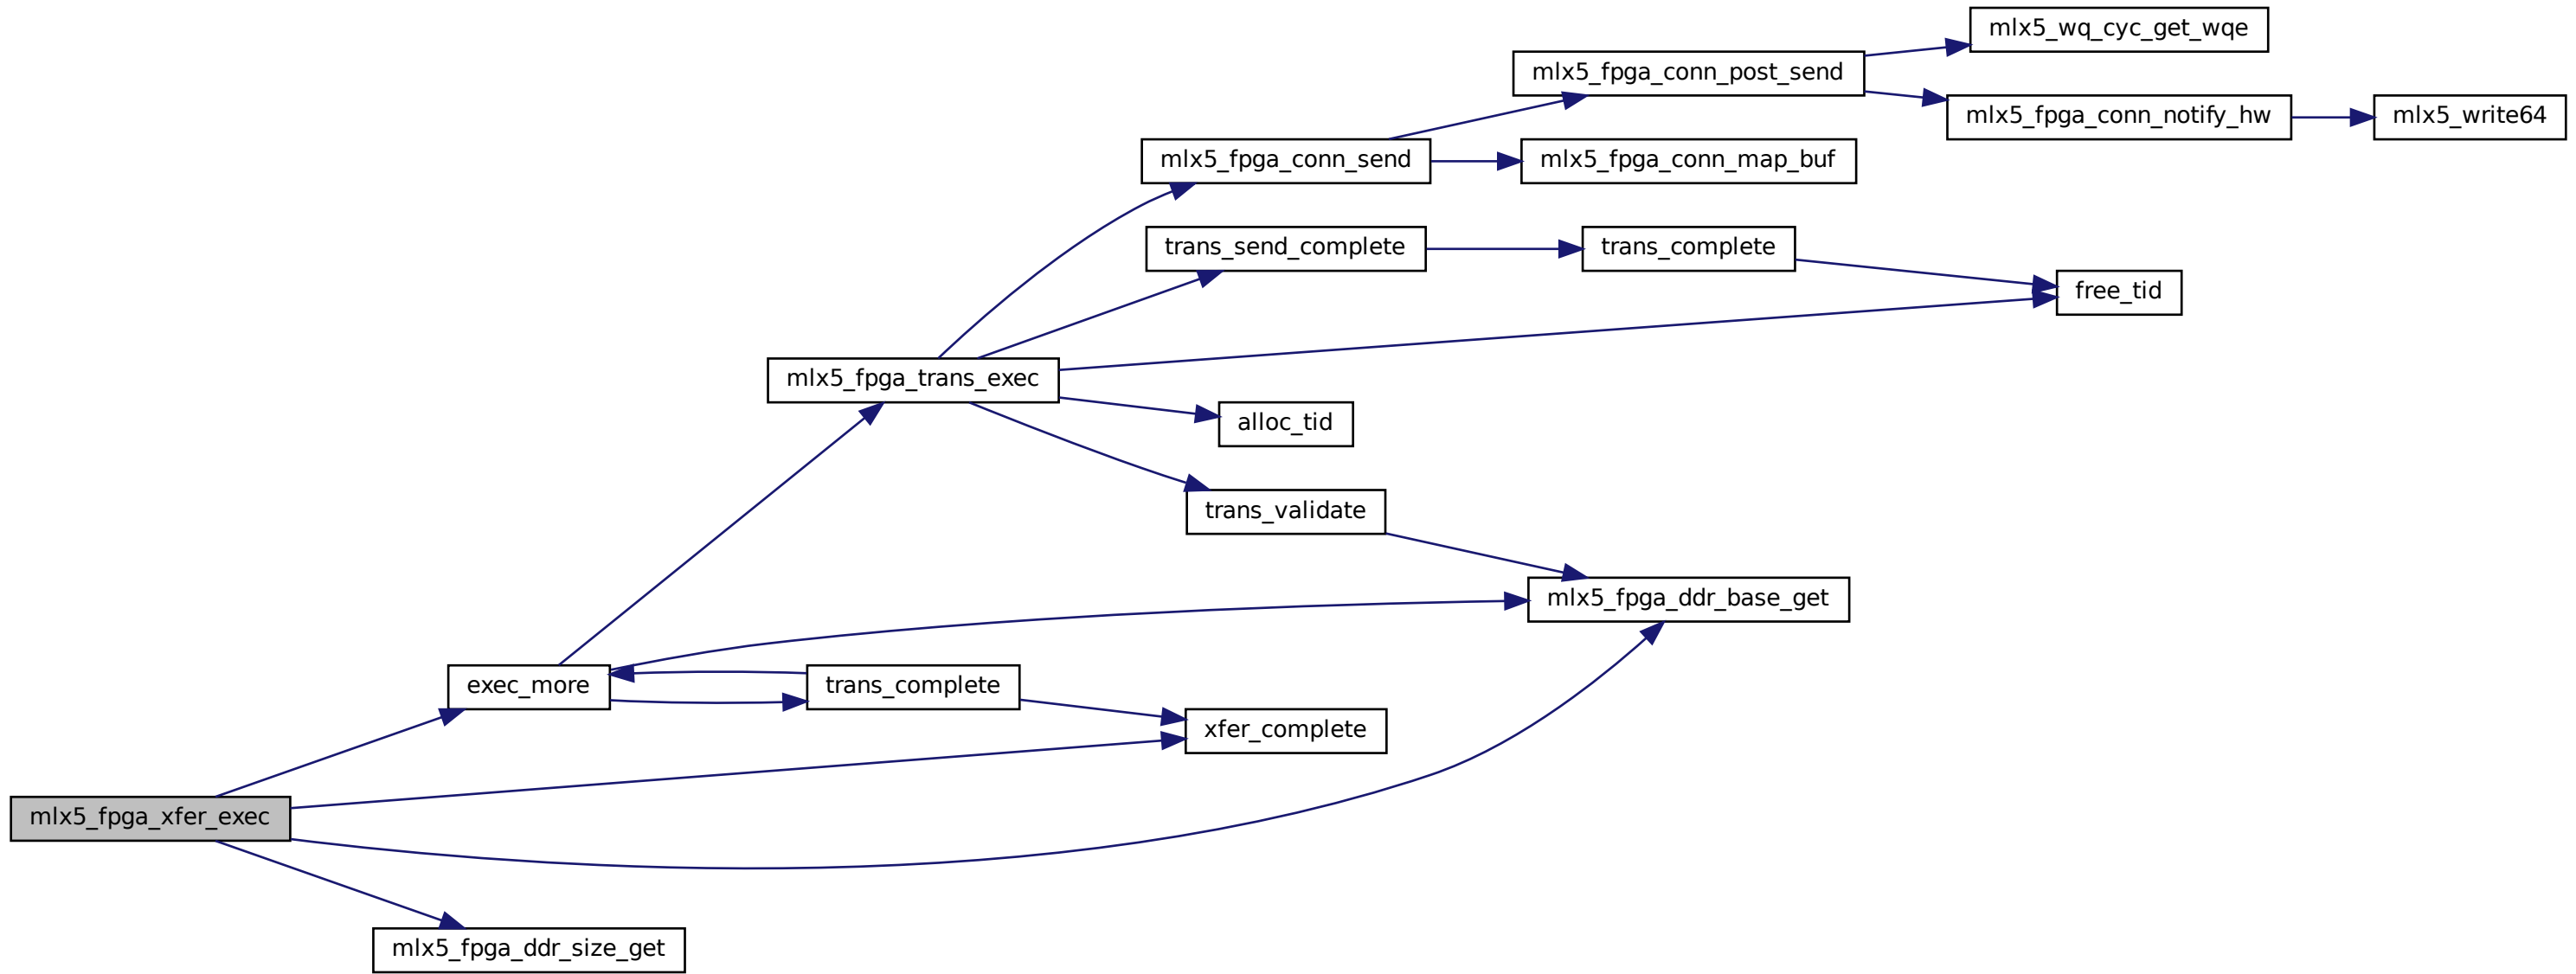 mlx5_wq_cyc_get_wqe
mlx5_fpga_conn_post_send
mlx5_fpga_conn_notify_hw
mlx5_write64
mlx5_fpga_conn_send
mlx5_fpga_conn_map_buf
trans_send_complete
trans_complete
free_tid
mlx5_fpga_trans_exec
alloc_tid
trans_validate
mlx5_fpga_ddr_base_get
exec_more
trans_complete
xfer_complete
mlx5_fpga_xfer_exec
mlx5_fpga_ddr_size_get